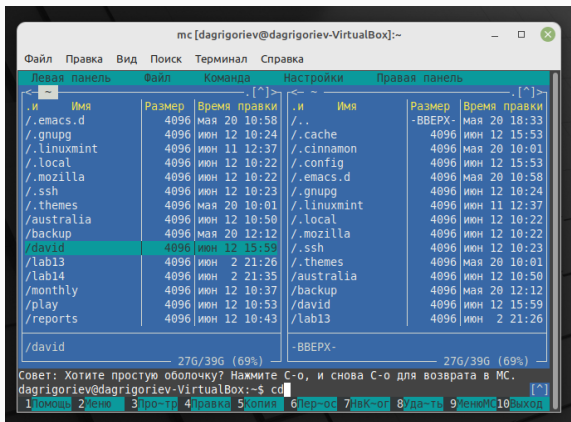 mc [dagrigoriev@dagrigoriev-VirtualBox]:~
Файл Правка Вид Поиск Терминал Справка
Левая панель Файл Команда Настройки Правая панель
<— ~ .[^]> <— ~ .[^]>
.и Имя Размер Время правки .и Имя Размер Время правки
/.emacs.d 4096 мая 20 10:58 /.. -ВВЕРХ- мая 20 18:33
/.gnupg 4096 июн 12 10:24 /.cache 4096 июн 12 15:53
/.linuxmint 4096 июн 11 12:37 /.cinnamon 4096 мая 20 10:01
/.local 4096 июн 12 10:22 /.config 4096 июн 12 15:53
/.mozilla 4096 июн 12 10:22 /.emacs.d 4096 мая 20 10:58
/.ssh 4096 июн 12 10:23 /.gnupg 4096 июн 12 10:24
/.themes 4096 мая 20 10:01 /.linuxmint 4096 июн 11 12:37
/australia 4096 июн 12 10:50 /.local 4096 июн 12 10:22
/backup 4096 мая 20 12:12 /.mozilla 4096 июн 12 10:22
/david 4096 июн 12 15:59 /.ssh 4096 июн 12 10:23
/lab13 4096 июн 2 21:26 /.themes 4096 мая 20 10:01
/lab14 4096 июн 2 21:35 /australia 4096 июн 12 10:50
/monthly 4096 июн 12 10:37 /backup 4096 мая 20 12:12
/play 4096 июн 12 10:53 /david 4096 июн 12 15:59
/reports 4096 июн 12 10:43 /lab13 4096 июн 2 21:26
/david -ВВЕРХ-
27G/39G (69%) 27G/39G (69%)
Совет: Хотите простую оболочку? Нажмите C-o, и снова C-o для возврата в MC.
dagrigoriev@dagrigoriev-VirtualBox:~$ cd [^]
1Помощь 2Меню 3Про~тр 4Правка 5Копия 6Пер~ос 7НвК~ог 8Уда~ть 9МенюMC 10Выход